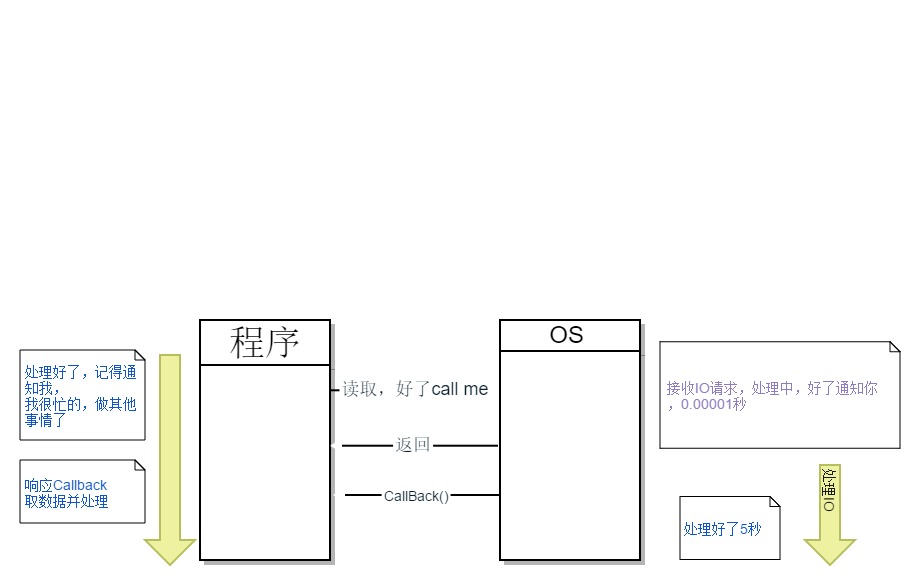 程序
OS
处理好了，记得通
知我，
我很忙的，做其他
事情了
读取，好了call me
接收IO请求，处理中，好了通知你
，0.00001秒
返回
响应Callback
取数据并处理
CallBack()
处理IO
处理好了5秒